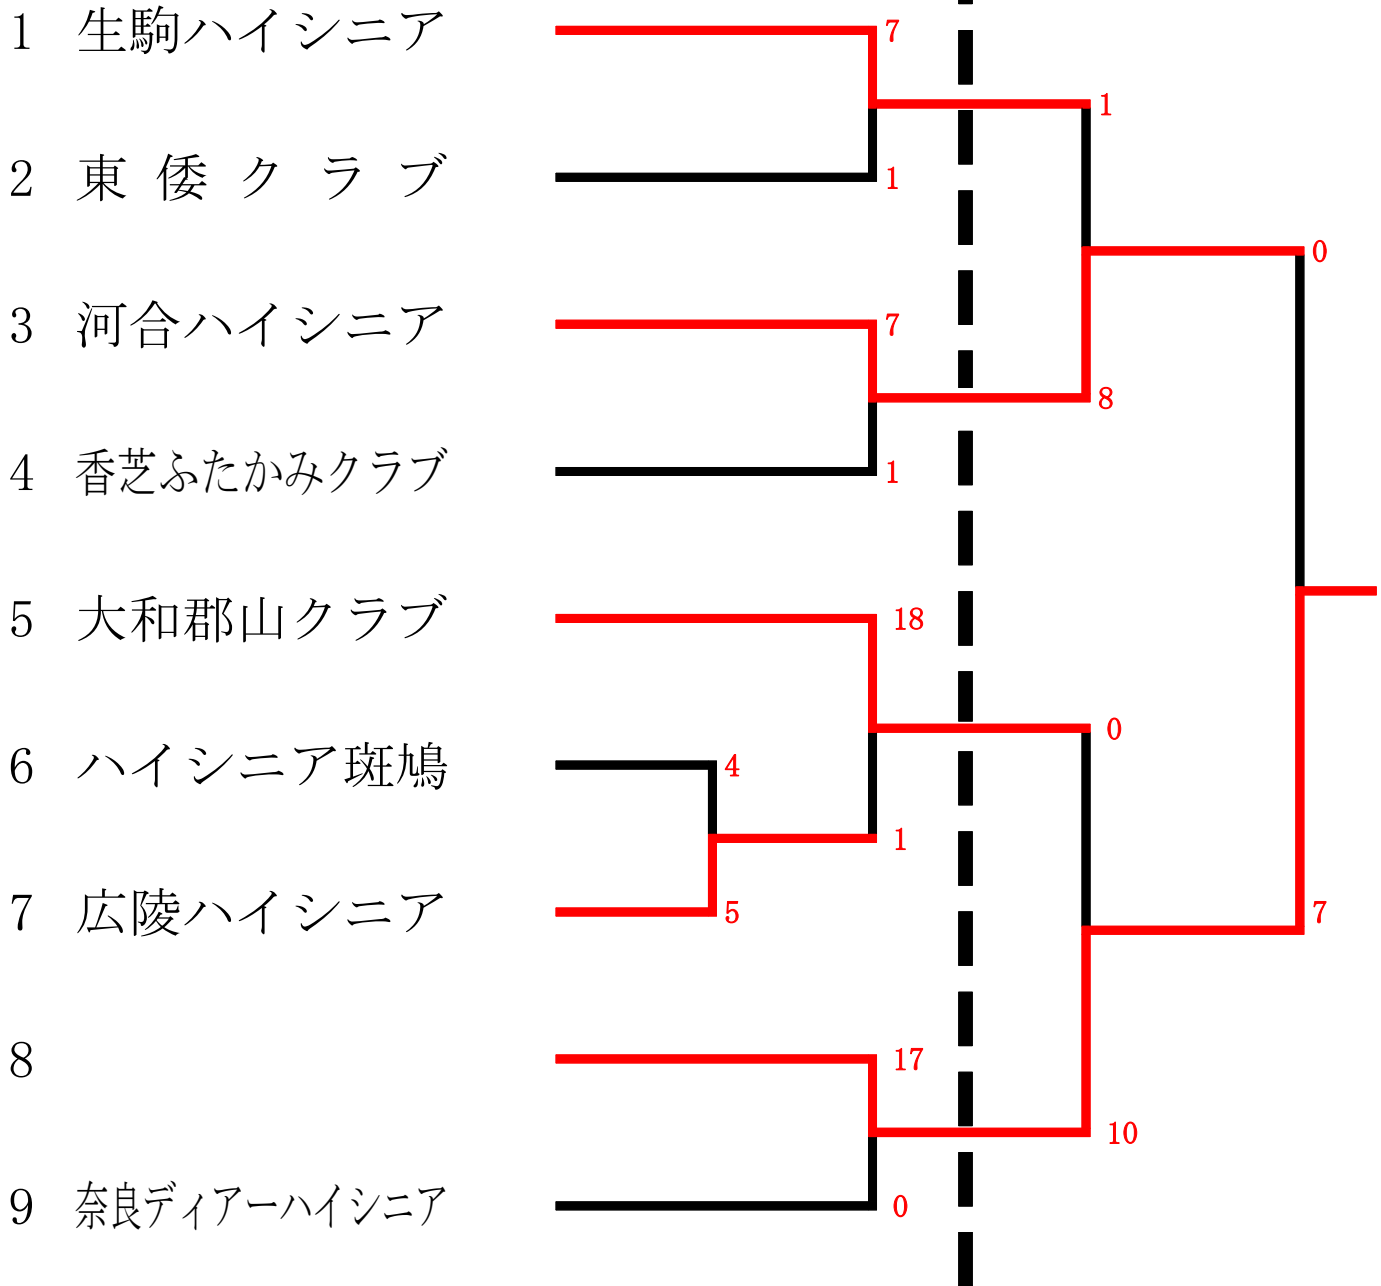 1 生駒ハイシニア 7
1
2 東倭クラブ 1
0
3 河合ハイシニア 7
8
4 香芝ふたかみクラブ 1
5 大和郡山クラブ 18
0
6 ハイシニア斑鳩 4
1
7 広陵ハイシニア 5 7
8 17
10
9 奈良ディアーハイシニア 0